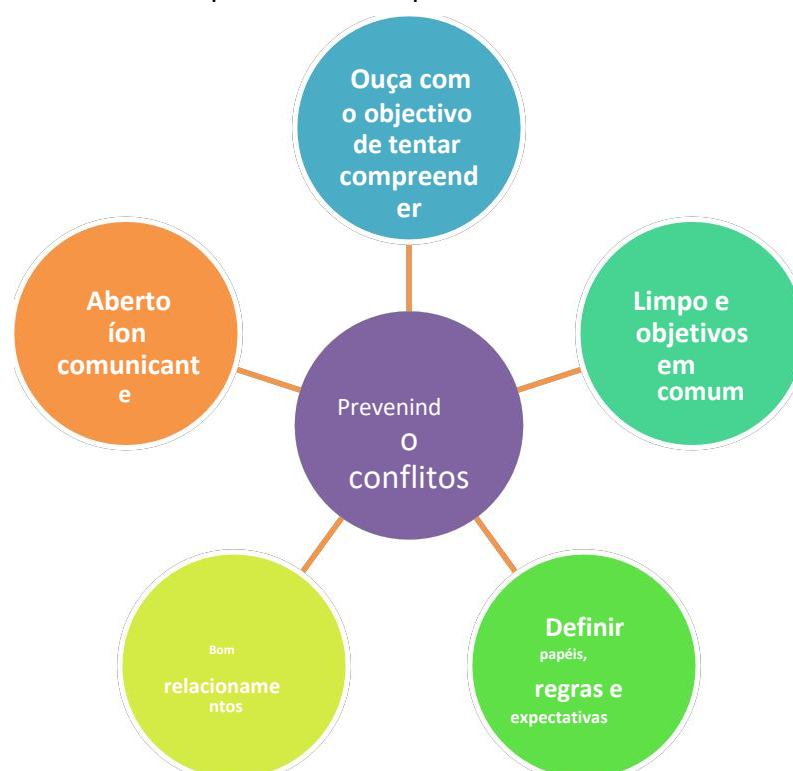 Ouça com
o objectivo
de tentar
compreend
er
Aberto
íon
comunicant
e
Limpo e
objetivos
em
comum
Prevenind
o
conflitos
Bom
relacioname
ntos
Definir
papéis,
regras e
expectativas